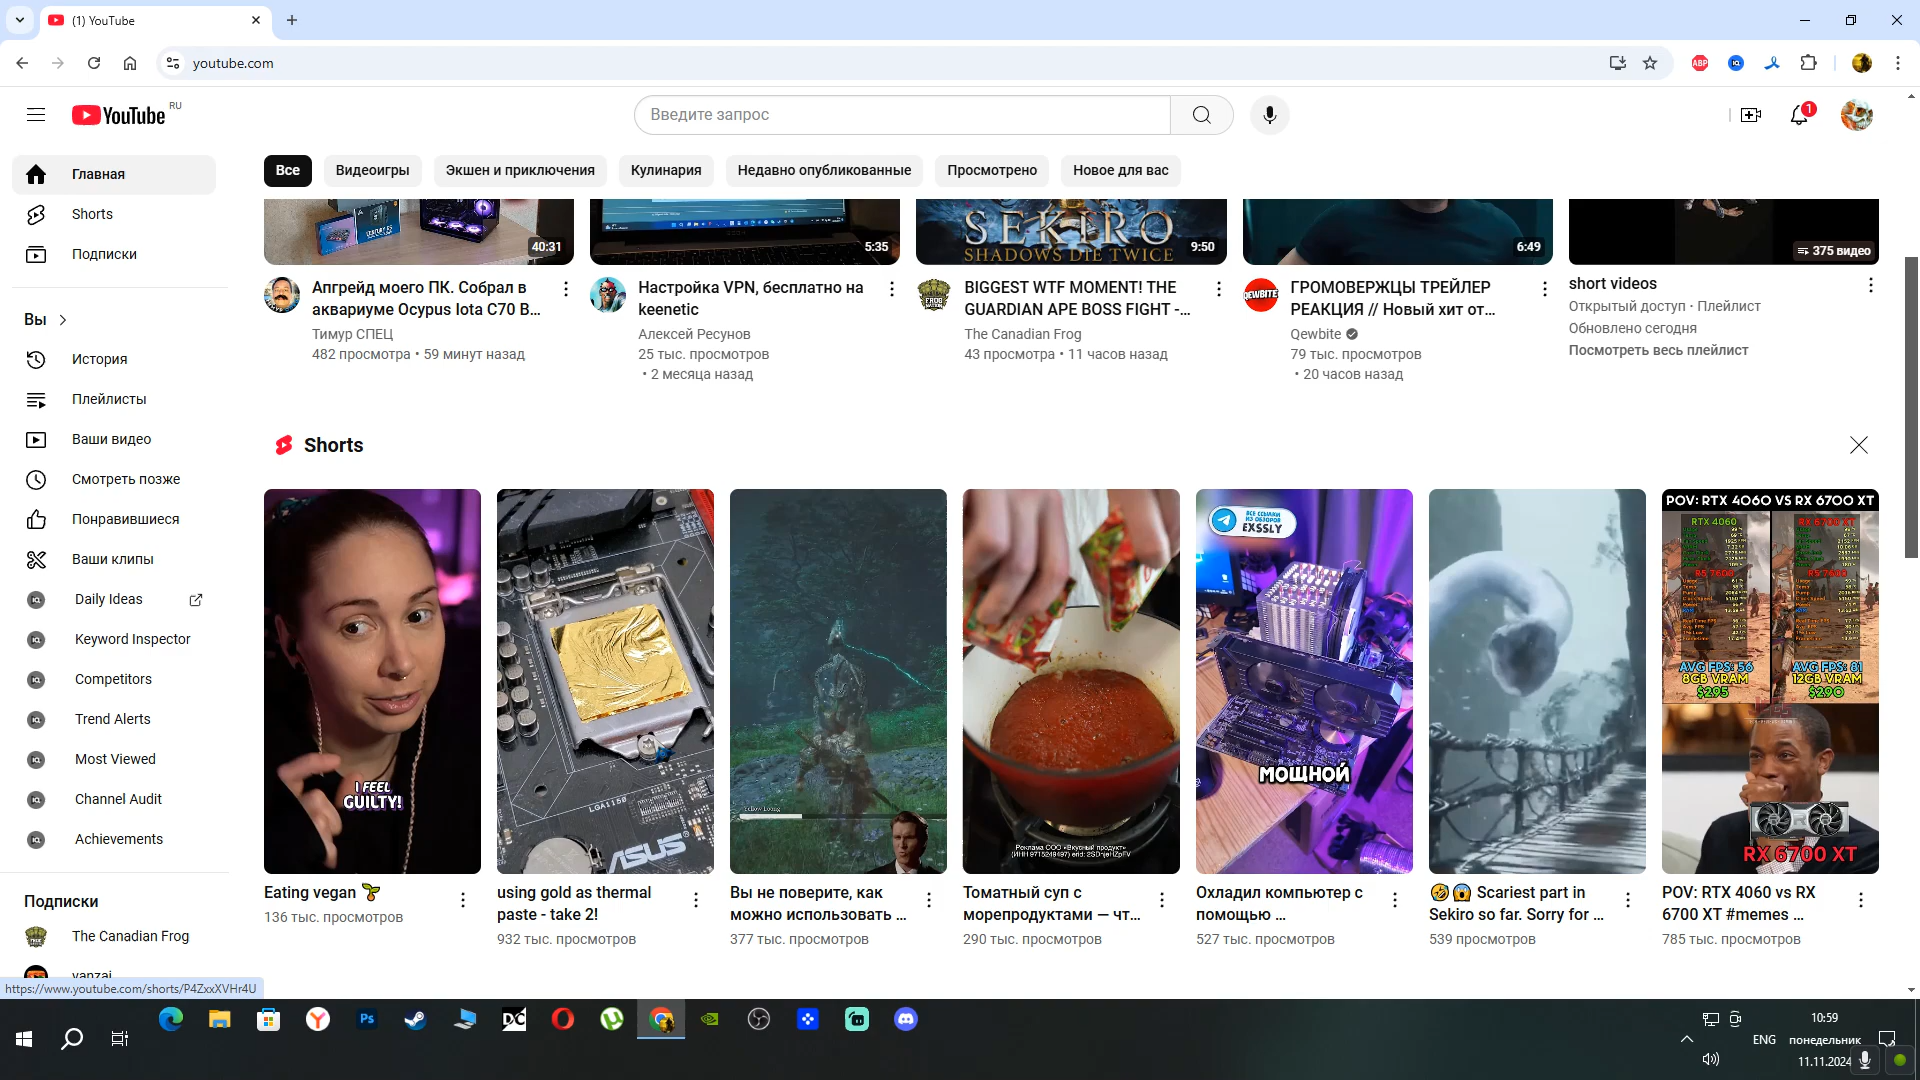 (1) YouTube
youtube.com
ABP
YouTube RU
Введите запрос
1
Главная
Shorts
Подписки
Вы
История
Плейлисты
Ваши видео
Смотреть позже
Понравившиеся
Ваши клипы
Daily Ideas
Keyword Inspector
Competitors
Trend Alerts
Most Viewed
Channel Audit
Achievements
Подписки
The Canadian Frog
vanzai
https://www.youtube.com/shorts/P4ZxxXVHr4U
Все
Видеоигры
Экшен и приключения
Кулинария
Недавно опубликованные
Просмотрено
Новое для вас
40:31
Апгрейд моего ПК. Собрал в
аквариуме Ocypus Iota C70 B...
Тимур СПЕЦ
482 просмотра • 59 минут назад
5:35
Настройка VPN, бесплатно на
keenetic
Алексей Ресунов
25 тыс. просмотров
• 2 месяца назад
SEKIRO
SHADOWS DIE TWICE
9:50
BIGGEST WTF MOMENT! THE
GUARDIAN APE BOSS FIGHT -...
The Canadian Frog
43 просмотра • 11 часов назад
6:49
QEWBITE
ГРОМОВЕРЖЦЫ ТРЕЙЛЕР
РЕАКЦИЯ // Новый хит от...
Qewbite
79 тыс. просмотров
• 20 часов назад
375 видео
short videos
Открытый доступ · Плейлист
Обновлено сегодня
Посмотреть весь плейлист
Shorts
I FEEL
GUILTY!
Eating vegan
136 тыс. просмотров
LGA1150
ASUS
using gold as thermal
paste - take 2!
932 тыс. просмотров
Yellow Loong
Вы не поверите, как
можно использовать ...
377 тыс. просмотров
Реклама ООО «Вкусный продукт»
Томатный суп с
морепродуктами — чт...
290 тыс. просмотров
ВСЕ ССЫЛКИ
ИЗ ОБЗОРОВ
EXSSLY
МОЩНОЙ
Охладил компьютер с
помощью ...
527 тыс. просмотров
Scariest part in
Sekiro so far. Sorry for ...
539 просмотров
POV: RTX 4060 VS RX 6700 XT
RTX 4060
RX 6700 XT
AVG FPS: 56
8GB VRAM
$295
AVG FPS: 81
12GB VRAM
$290
RX 6700 XT
POV: RTX 4060 vs RX
6700 XT #memes ...
785 тыс. просмотров
Ps
DC
ENG
10:59
понедельник
11.11.2024